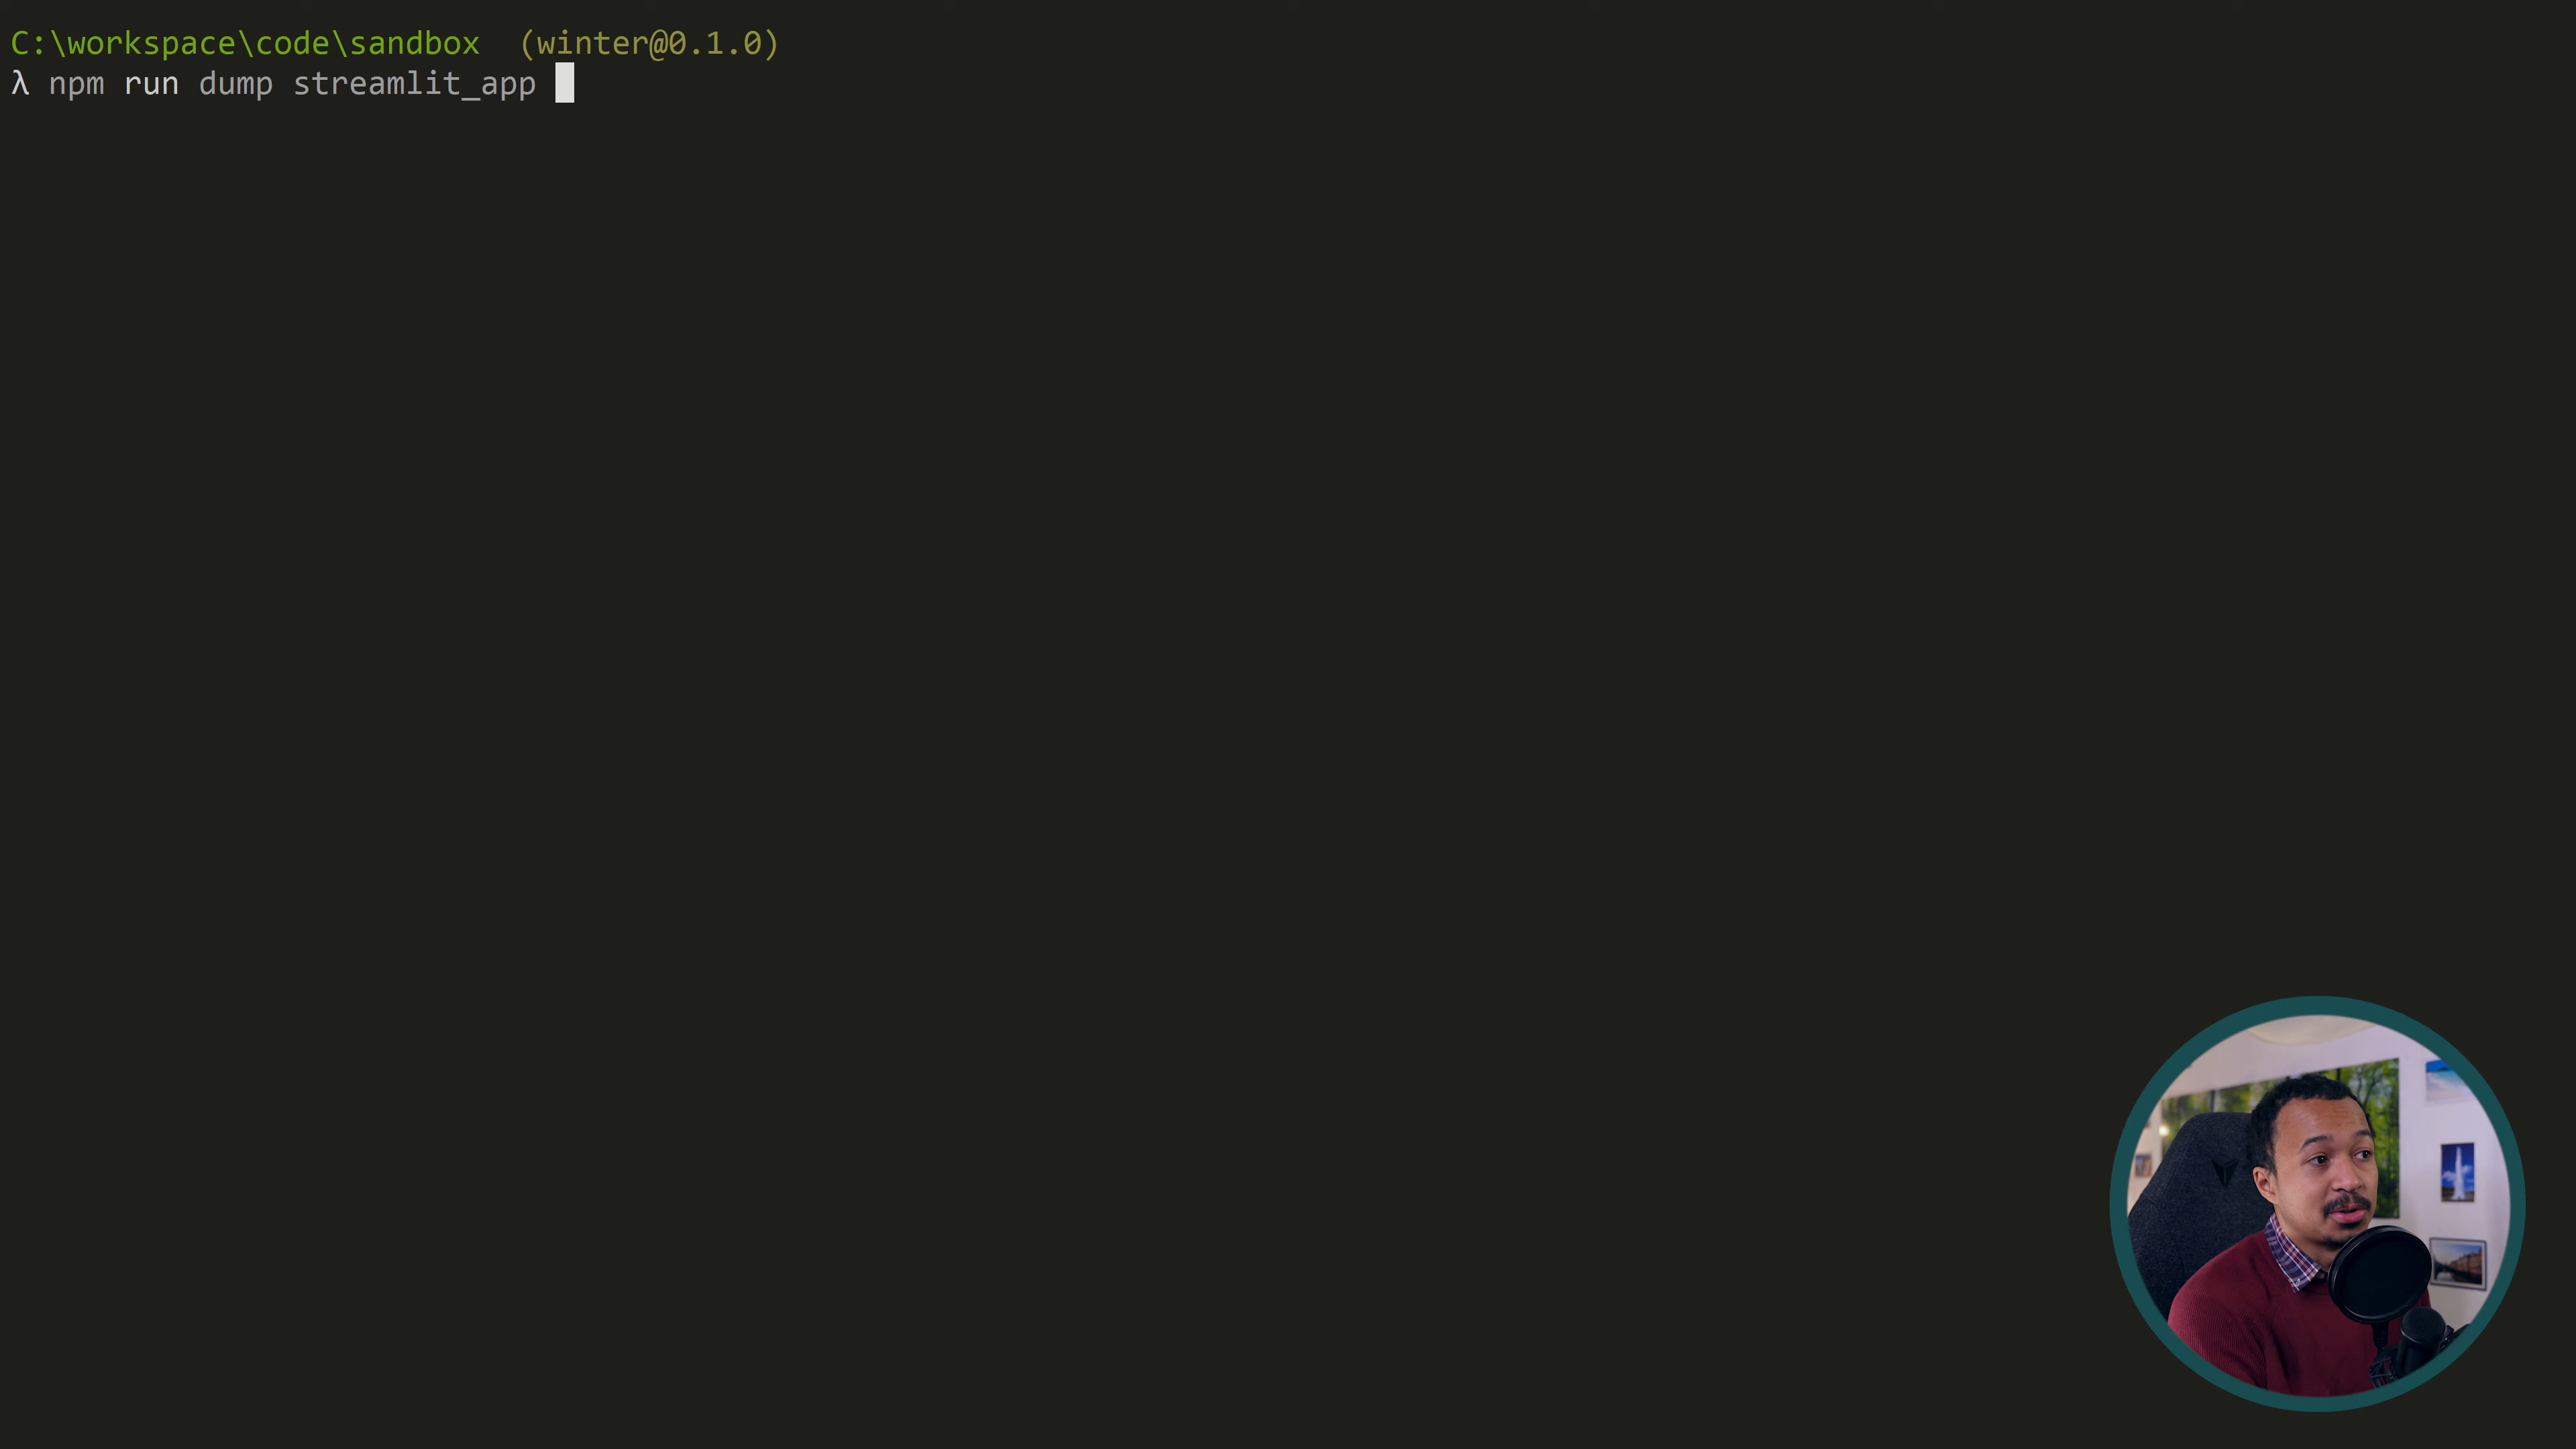 C:\workspace\code\sandbox  (winter@0.1.0)
λ npm run dump streamlit_app